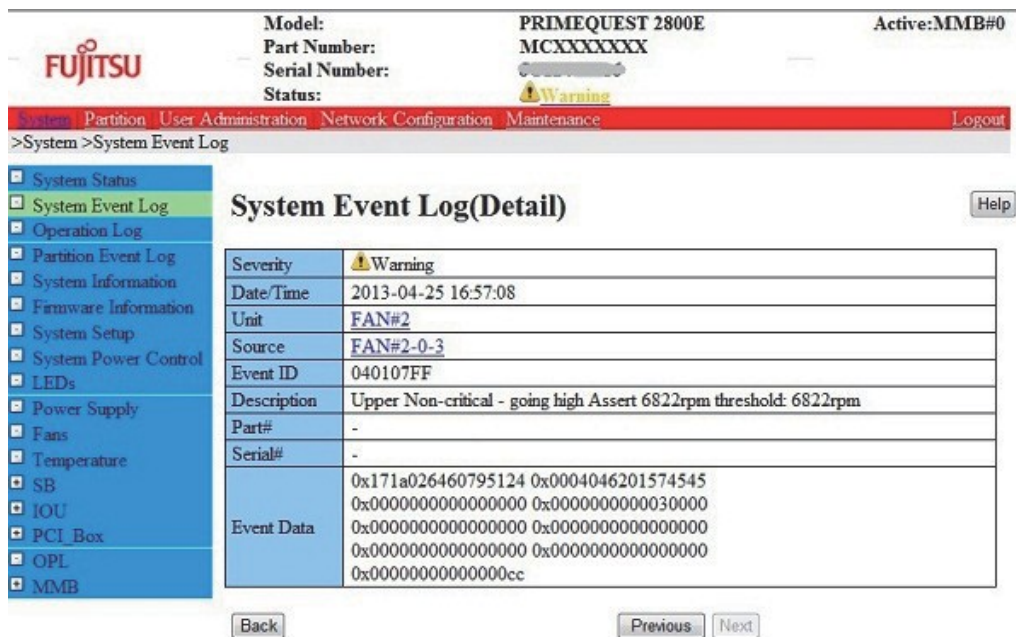 FUJITSU
Model: PRIMEQUEST 2800E Active:MMB#0
Part Number: MCXXXXXXX
Serial Number:
Status: Warning
System Partition User Administration Network Configuration Maintenance Logout
>System >System Event Log
System Status
System Event Log
Operation Log
Partition Event Log
System Information
Firmware Information
System Setup
System Power Control
LEDs
Power Supply
Fans
Temperature
SB
IOU
PCI_Box
OPL
MMB
System Event Log(Detail)
Help
Severity Warning
Date/Time 2013-04-25 16:57:08
Unit FAN#2
Source FAN#2-0-3
Event ID 040107FF
Description Upper Non-critical - going high Assert 6822rpm threshold: 6822rpm
Part# -
Serial# -
Event Data
0x171a026460795124 0x0004046201574545
0x0000000000000000 0x0000000000030000
0x0000000000000000 0x0000000000000000
0x0000000000000000 0x0000000000000000
0x00000000000000cc
Back Previous Next